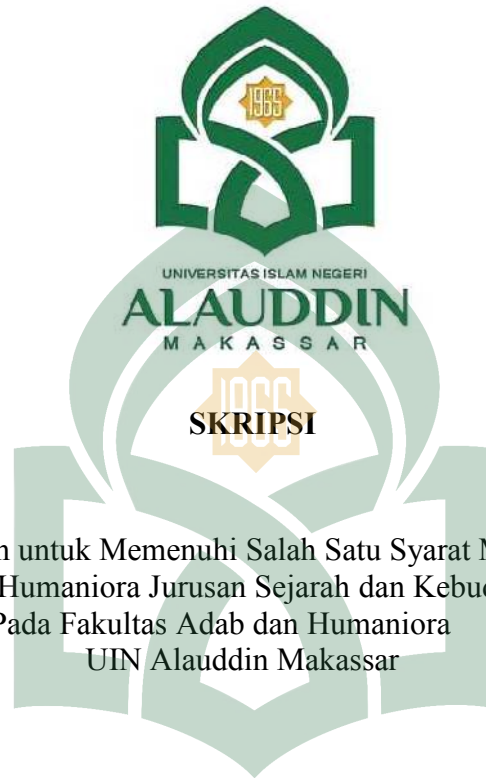 1965
UNIVERSITAS ISLAM NEGERI
ALAUDDIN
MAKASSAR
1965
SKRIPSI
untuk Memenuhi Salah Satu Syarat
Humaniora Jurusan Sejarah dan
Pada Fakultas Adab dan Humaniora
UIN Alauddin Makassar